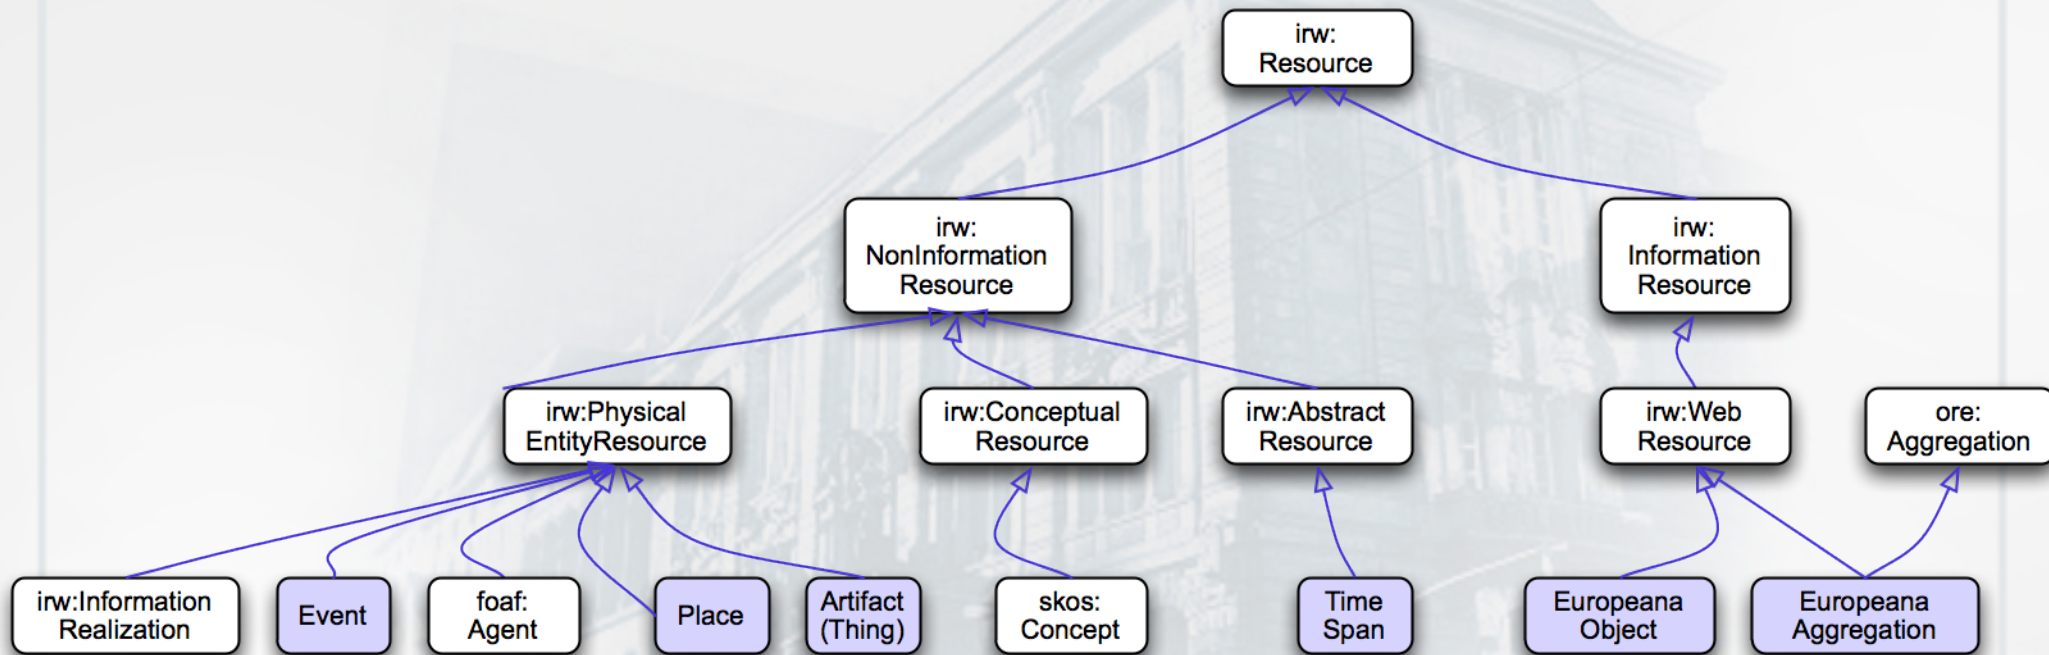 irw:
Resource
irw:
NonInformation
Resource
irw:
Information
Resource
irw:Physical
EntityResource
irw:Conceptual
Resource
irw:Abstract
Resource
irw:Web
Resource
ore:
Aggregation
irw:Information
Realization
Event
foaf:
Agent
Place
Artifact
(Thing)
skos:
Concept
Time
Span
Europeana
Object
Europeana
Aggregation